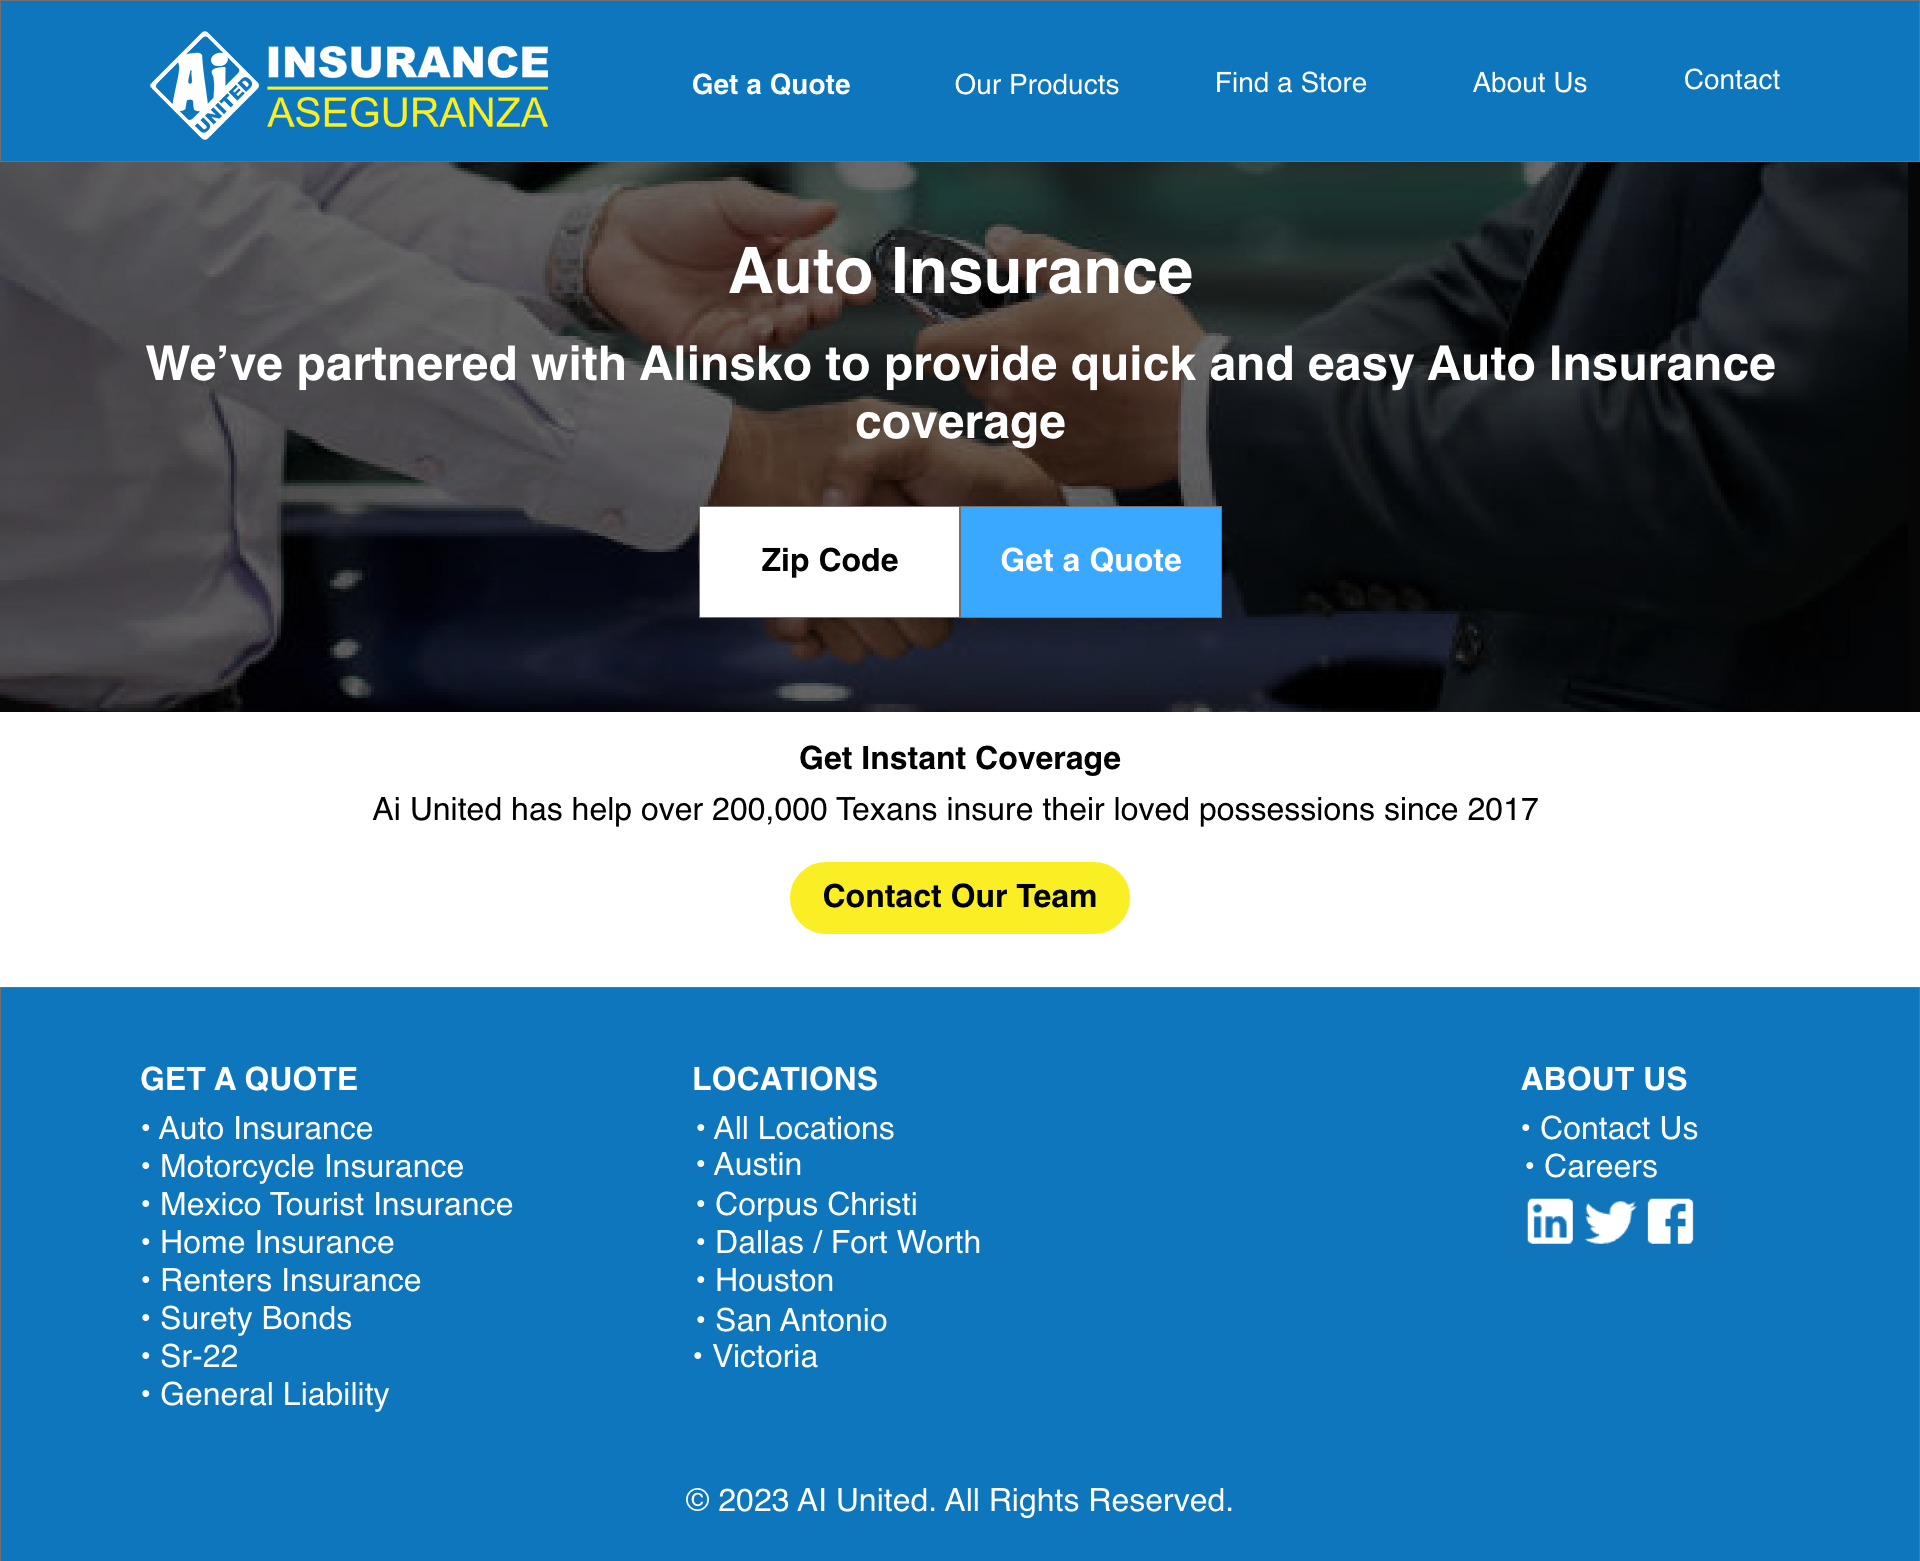 Ai UNITED
INSURANCE
ASEGURANZA
Get a Quote
Our Products
Find a Store
About Us
Contact
Auto Insurance
We’ve partnered with Alinsko to provide quick and easy Auto Insurance
coverage
Zip Code
Get a Quote
Get Instant Coverage
Ai United has help over 200,000 Texans insure their loved possessions since 2017
Contact Our Team
GET A QUOTE
• Auto Insurance
• Motorcycle Insurance
• Mexico Tourist Insurance
• Home Insurance
• Renters Insurance
• Surety Bonds
• Sr-22
• General Liability
LOCATIONS
• All Locations
• Austin
• Corpus Christi
• Dallas / Fort Worth
• Houston
• San Antonio
• Victoria
ABOUT US
• Contact Us
• Careers
in f
© 2023 AI United. All Rights Reserved.